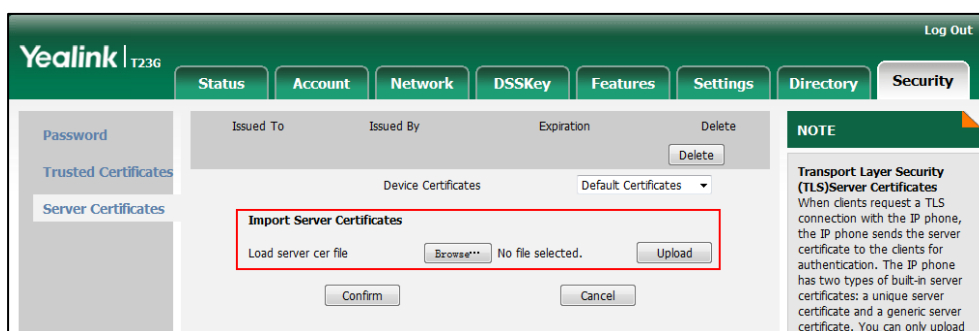 Log Out
Yealink T23G
Status Account Network DSSKey Features Settings Directory Security
Password
Trusted Certificates
Server Certificates
Issued To Issued By Expiration Delete
Delete
Device Certificates Default Certificates
Import Server Certificates
Load server cer file Browse… No file selected. Upload
Confirm Cancel
NOTE
Transport Layer Security
(TLS)Server Certificates
When clients request a TLS
connection with the IP phone,
the IP phone sends the server
certificate to the clients for
authentication. The IP phone
has two types of built-in server
certificates: a unique server
certificate and a generic server
certificate. You can only upload